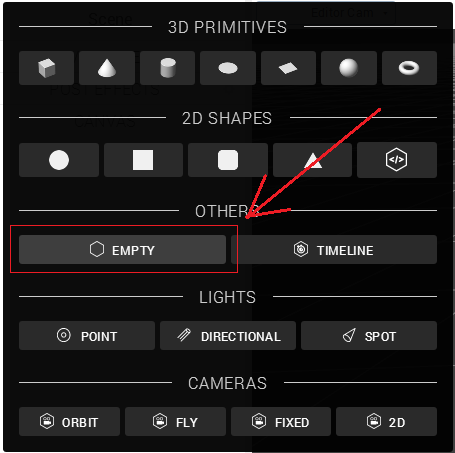 3D PRIMITIVES
2D SHAPES
</>
OTHERS
EMPTY
TIMELINE
LIGHTS
POINT
DIRECTIONAL
SPOT
CAMERAS
ORBIT
FLY
FIXED
2D